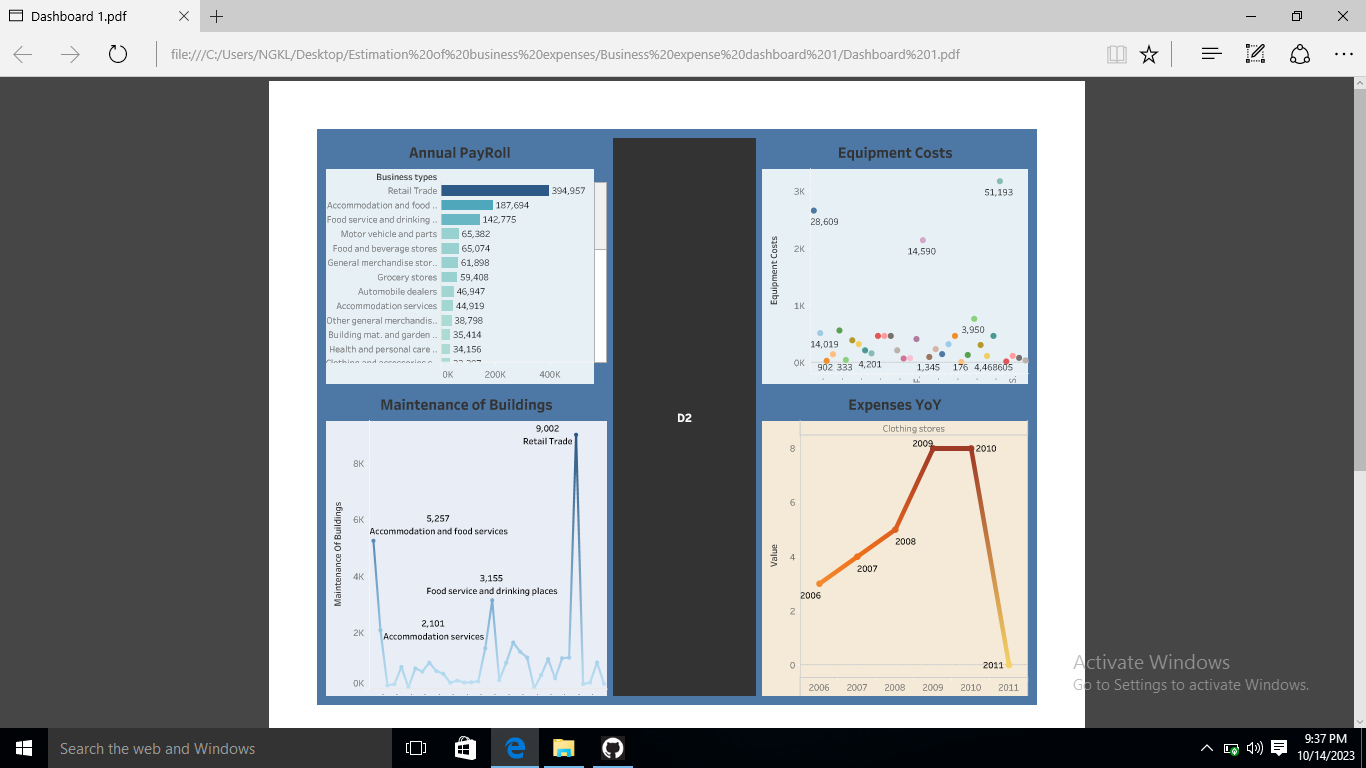 Dashboard 1.pdf
file:///C:/Users/NGKL/Desktop/Estimation%20of%20business%20expenses/Business%20expense%20dashboard%201/Dashboard%201.pdf
Annual PayRoll
Business types
Retail Trade 394,957
Accommodation and food .. 187,694
Food service and drinking .. 142,775
Motor vehicle and parts 65,382
Food and beverage stores 65,074
General merchandise stor.. 61,898
Grocery stores 59,408
Automobile dealers 46,947
Accommodation services 44,919
Other general merchandis.. 38,798
Building mat. and garden .. 35,414
Health and personal care .. 34,156
0K 200K 400K
Equipment Costs
Equipment Costs
3K
2K
1K
0K
51,193
28,609
14,590
3,950
14,019
902 333 4,201 1,345 176 4,468 605
Maintenance of Buildings
Maintenance Of Buildings
8K
6K
4K
2K
0K
9,002
Retail Trade
5,257
Accommodation and food services
3,155
Food service and drinking places
2,101
Accommodation services
D2
Expenses YoY
Clothing stores
Value
8
6
4
2
0
2009
2010
2008
2007
2006
2011
2006 2007 2008 2009 2010 2011
Activate Windows
Go to Settings to activate Windows.
Search the web and Windows
9:37 PM
10/14/2023